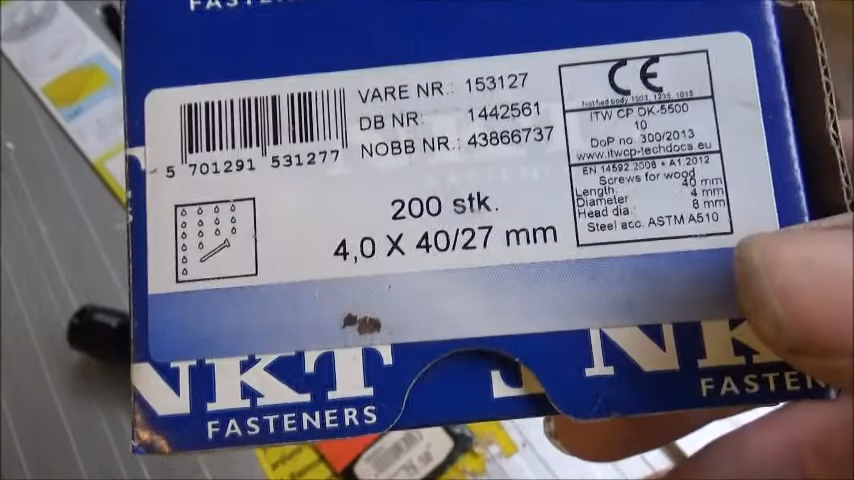 FASTENERS
VARE NR.: 153127
DB NR.: 1442561
NOBB NR.: 43866737
5 701291 531277
200 stk.
4,0 X 40/27 mm
CE
Notified body 1503, 1235, 1015
ITW CP DK-5500
10
DoP no. 300/2013
www.itwcp-techdocs.eu
EN 14592.2008 + A1.2012
Screws for wood
Length. 40 mm
Diameter 4 mm
Head dia. 8 mm
Steel acc. ASTM A510
NKT
FASTENERS
NKT
FASTENERS